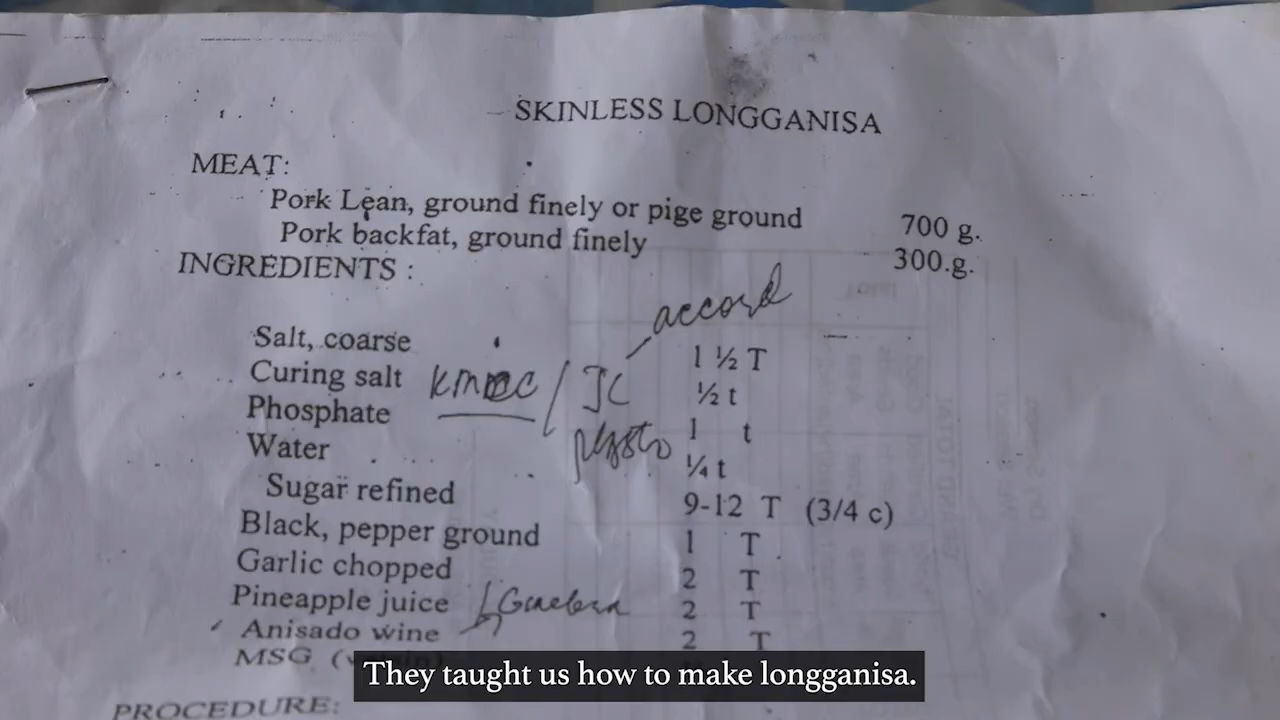 SKINLESS LONGGANISA
MEAT:
Pork Lean, ground finely or pige ground 700 g.
Pork backfat, ground finely 300.g.
INGREDIENTS :
accord
Salt, coarse 1 ½ T
Curing salt / JC ½ t
Phosphate 1 t
Water ¼ t
Sugar refined 9-12 T (3/4 c)
Black, pepper ground 1 T
Garlic chopped 2 T
Pineapple juice 2 T
Anisado wine 2 T
MSG
They taught us how to make longganisa.
PROCEDURE: